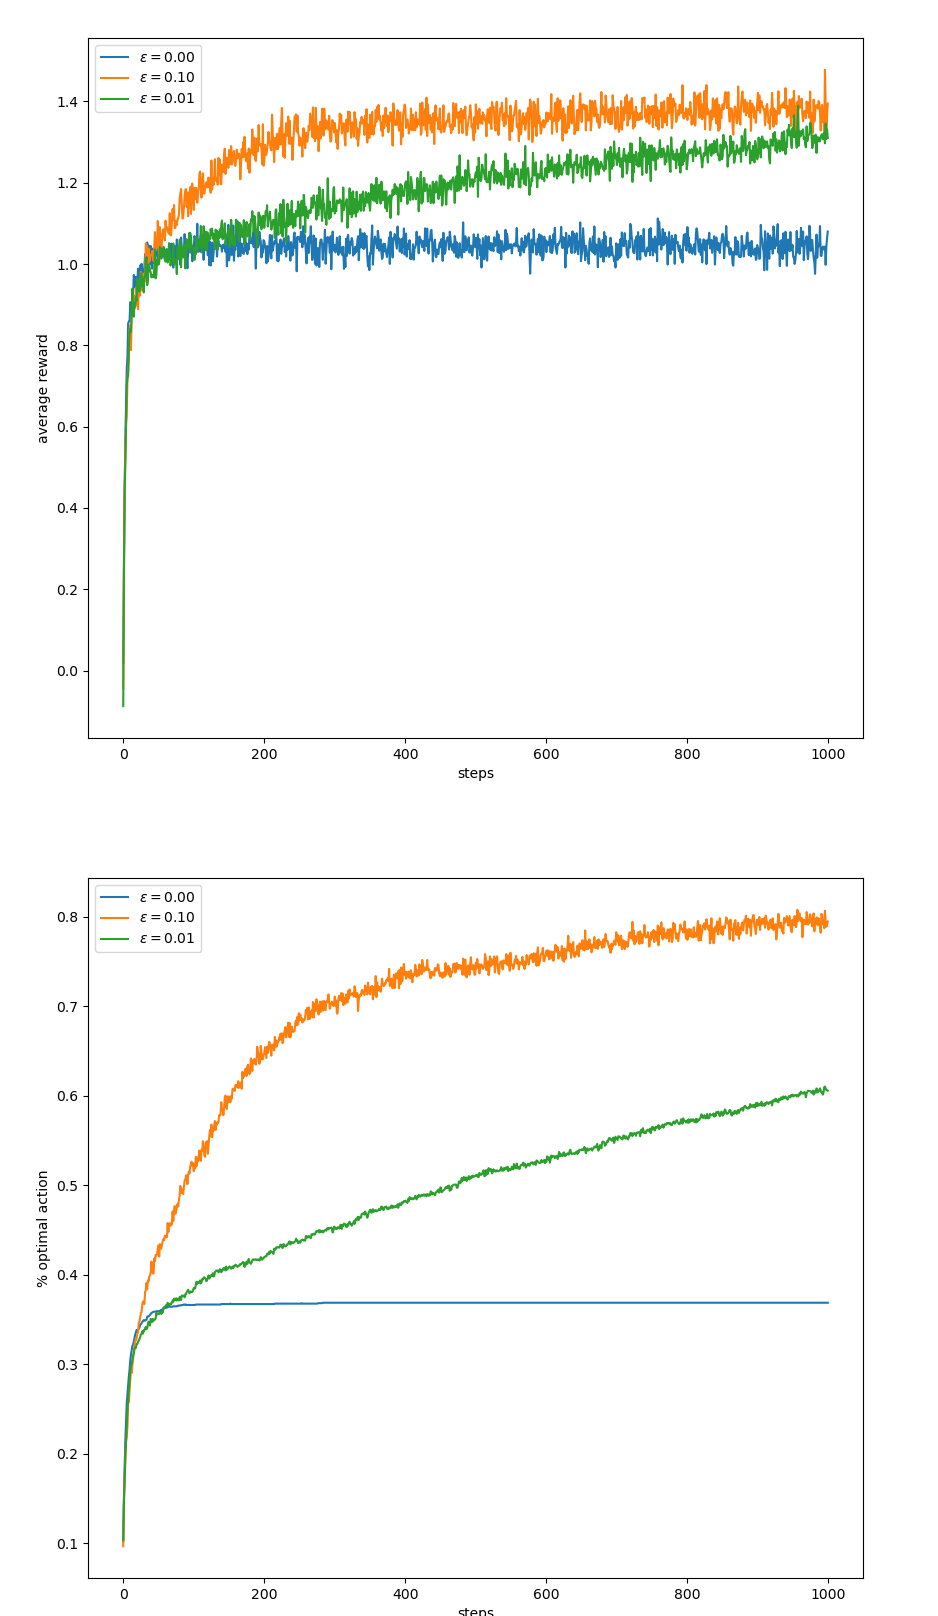 ε = 0.00
ε = 0.10
ε = 0.01
1.4
1.2
1.0
0.8
0.6
0.4
0.2
0.0
average reward
0 200 400 600 800 1000
steps
ε = 0.00
ε = 0.10
ε = 0.01
0.8
0.7
0.6
0.5
0.4
0.3
0.2
0.1
% optimal action
0 200 400 600 800 1000
steps